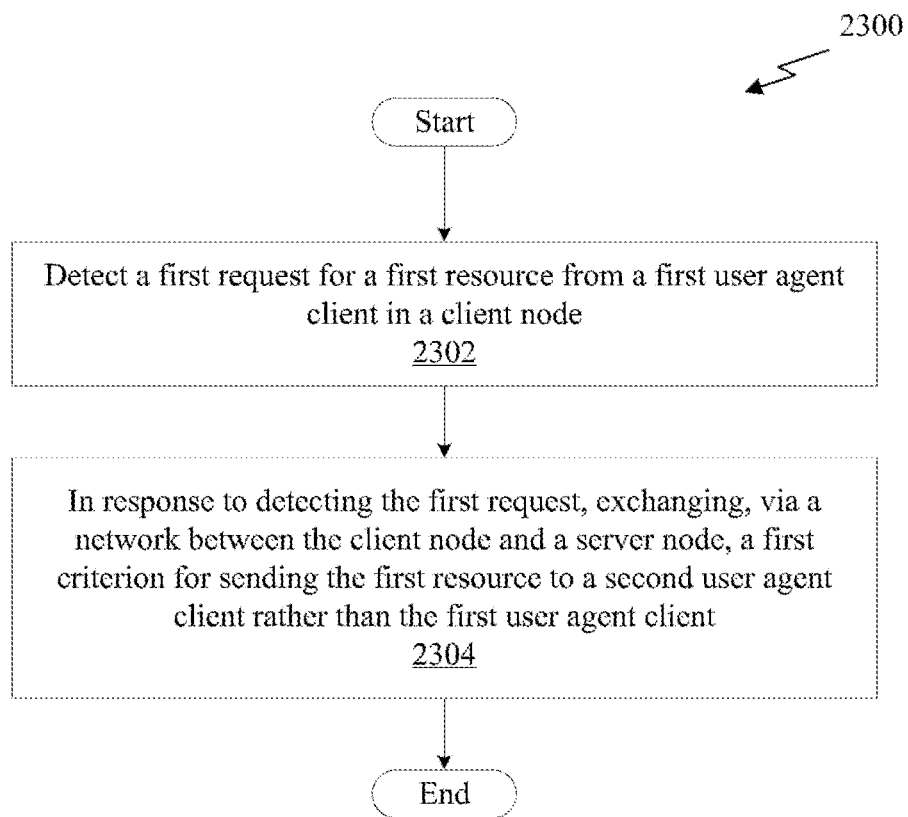 2300
Start
Detect a first request for a first resource from a first user agent
client in a client node
2302
In response to detecting the first request, exchanging, via a
network between the client node and a server node, a first
criterion for sending the first resource to a second user agent
client rather than the first user agent client
2304
End